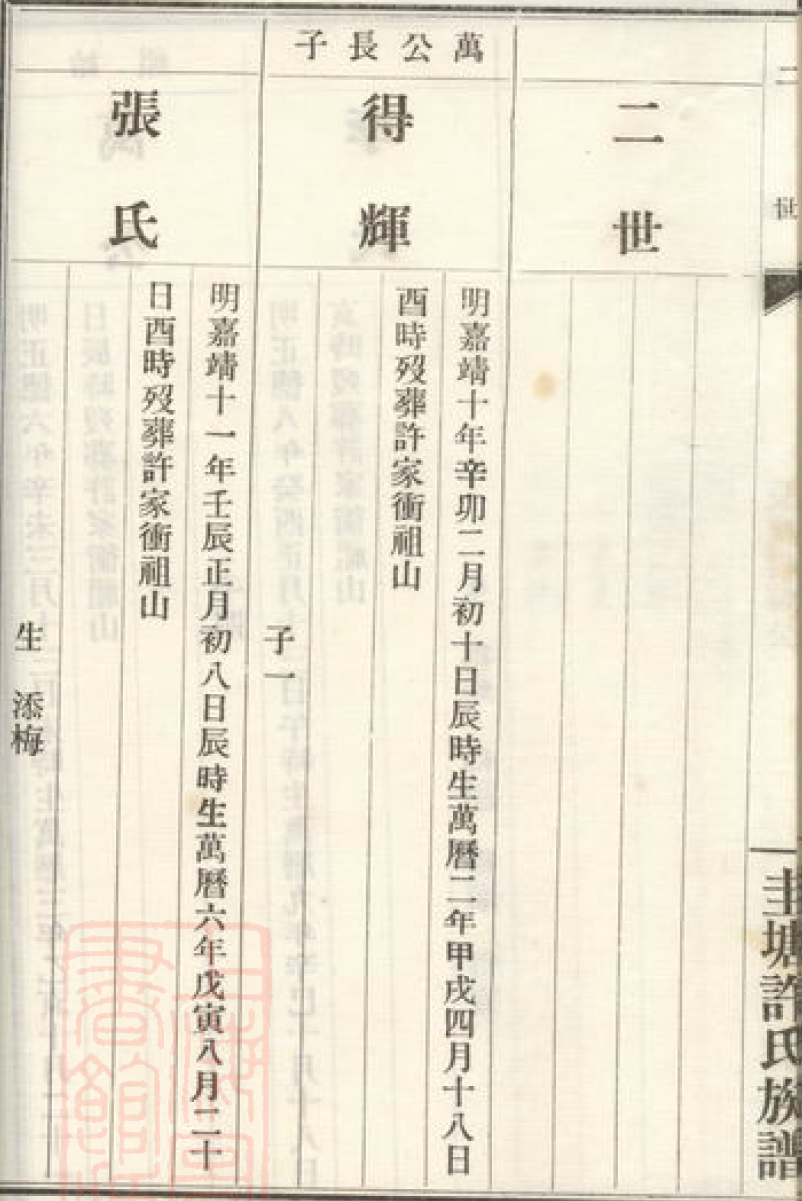 二世
圭塘許氏族譜
二世
萬公長子
得輝
明嘉靖十年辛卯二月初十日辰時生萬曆二年甲戌四月十八日
酉時歿葬許家衝祖山
子一
張氏
明嘉靖十一年壬辰正月初八日辰時生萬曆六年戊寅八月二十
日酉時歿葬許家衝祖山
生 添梅